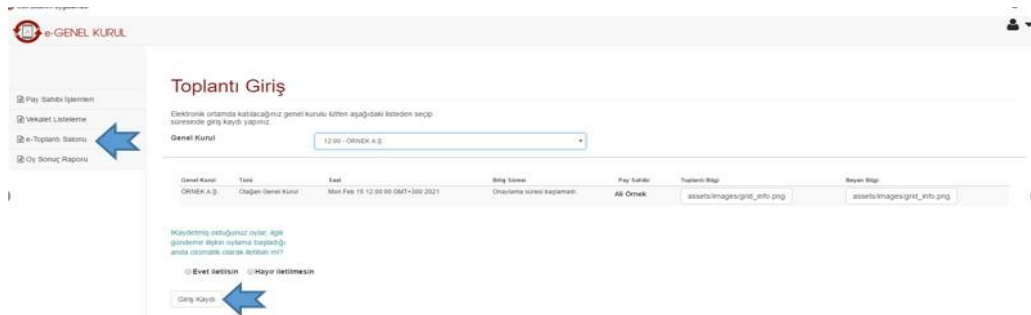 e-GENEL KURUL
Toplantı Giriş
Pay Sahibi İşlemleri
Elektronik ortamda katılacağınız genel kurulu lütfen aşağıdaki listeden seçip
süresinde giriş kaydı yapınız.
Vekalet Listeleme
e-Toplantı Salonu
Genel Kurul
12:00 - ÖRNEK A.Ş.
Oy Sonuç Raporu
Genel Kurul Türü Saat Bitiş Süresi Pay Sahibi Toplantı Bilgi Beyan Bilgi
ÖRNEK A.Ş. Olağan Genel Kurul Mon Feb 15 12:00:00 GMT+300 2021 Onaylama süresi başlamadı. Ali Örnek assets/images/grid_info.png assets/images/grid_info.png
Kaydetmiş olduğunuz oylar, ilgili
gündeme ilişkin oylama başladığı
anda otomatik olarak iletilsin mi?
Evet iletilsin Hayır iletilmesin
Giriş Kaydı